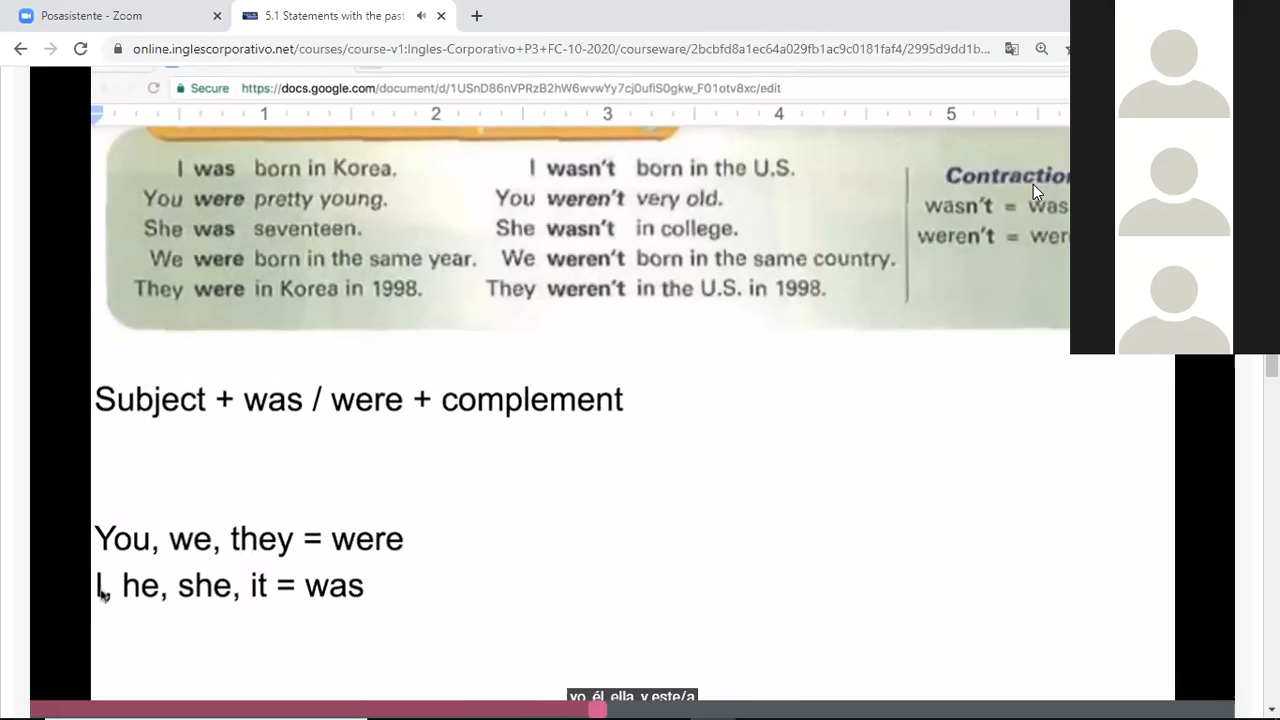 Posasistente - Zoom
5.1 Statements with the past
online.inglescorporativo.net/courses/course-v1:Ingles-Corporativo+P3+FC-10-2020/courseware/2bcbfd8a1ec64a029fb1ac9c0181faf4/2995d9dd1b...
Secure https://docs.google.com/document/d/1USnD86nVPRzB2hW6wvwYy7cj0ufiS0gkw_F01otv8xc/edit
1 2 3 4 5
I was born in Korea. I wasn't born in the U.S.
You were pretty young. You weren't very old.
She was seventeen. She wasn't in college.
We were born in the same year. We weren't born in the same country.
They were in Korea in 1998. They weren't in the U.S. in 1998.
Contraction
wasn't = was
weren't = wer
Subject + was / were + complement
You, we, they = were
I, he, she, it = was
yo, él, ella, y este/a